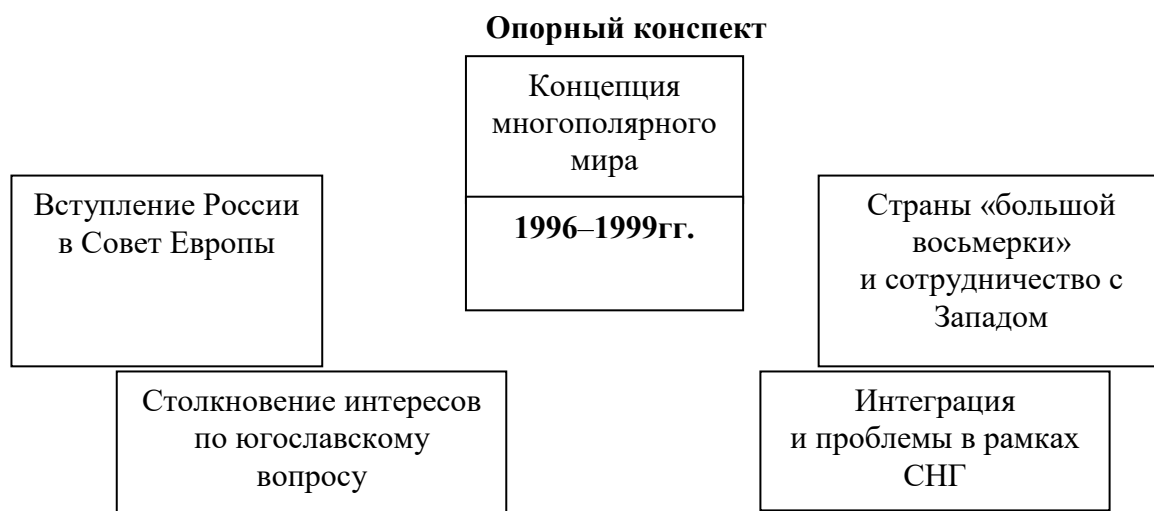 Опорный конспект
Концепция
многополярного
мира
1996–1999гг.
Вступление России
в Совет Европы
Страны «большой
восьмерки»
и сотрудничество с
Западом
Столкновение интересов
по югославскому
вопросу
Интеграция
и проблемы в рамках
СНГ